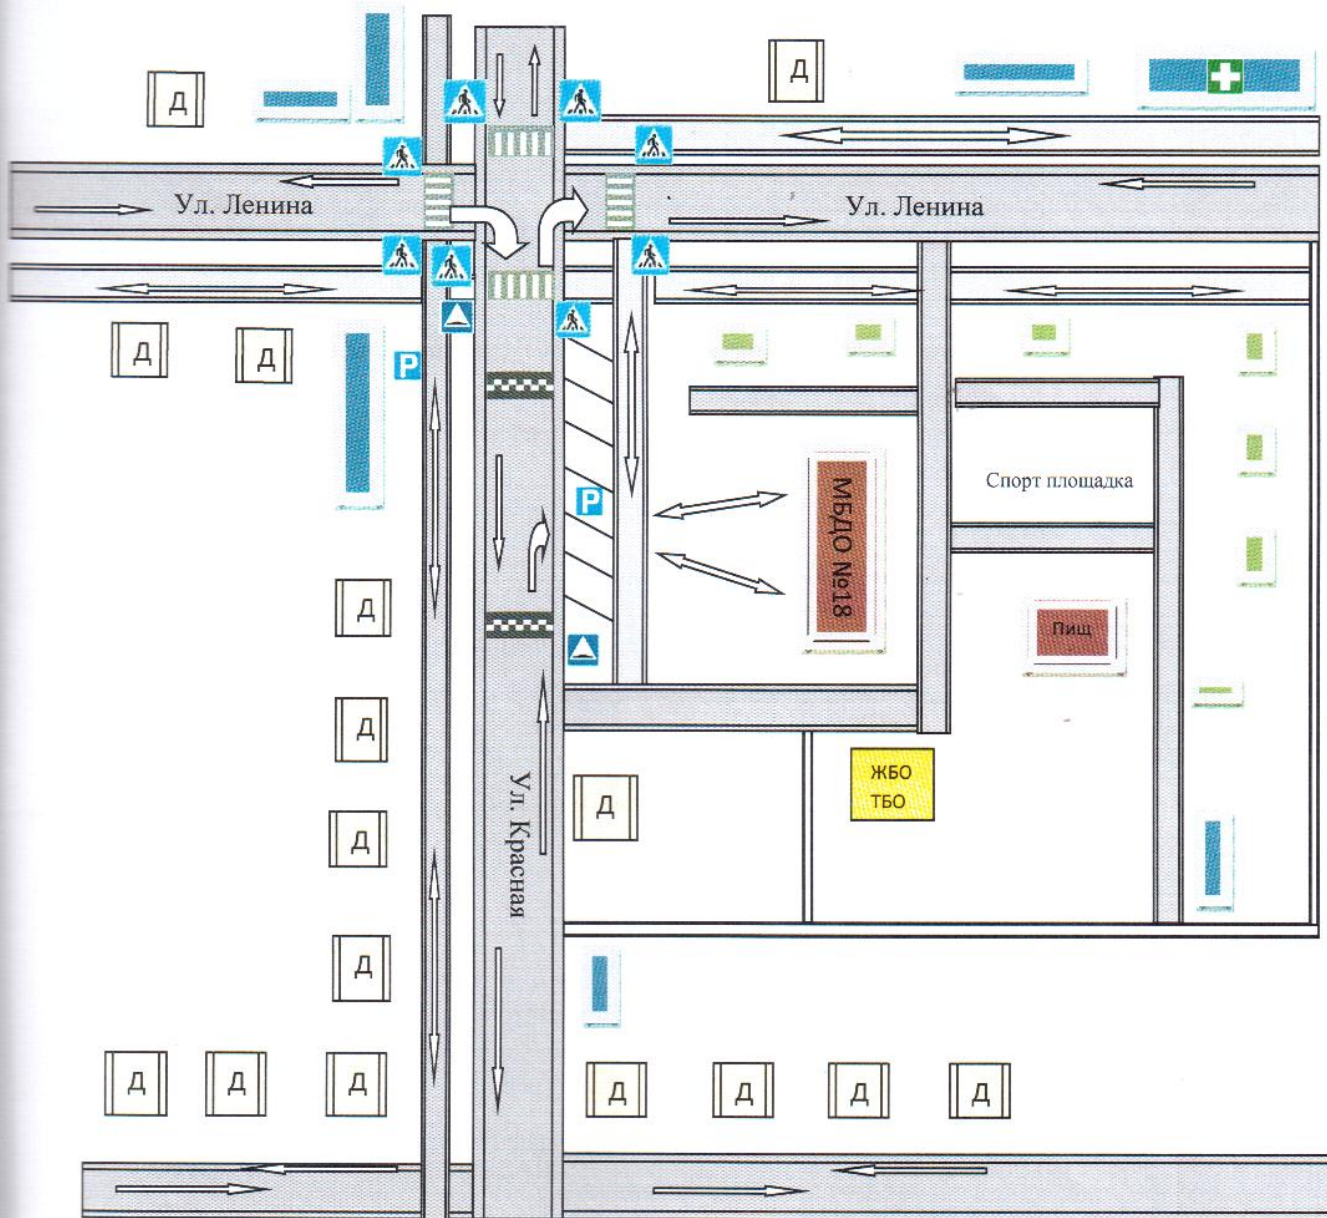 Д
Д
Ул. Ленина
Ул. Ленина
Д
Д
P
Спорт площадка
P
МБДО №18
Д
Пищ
Д
ЖБО
ТБО
Ул. Красная
Д
Д
Д
Д
Д
Д
Д
Д
Д
Д